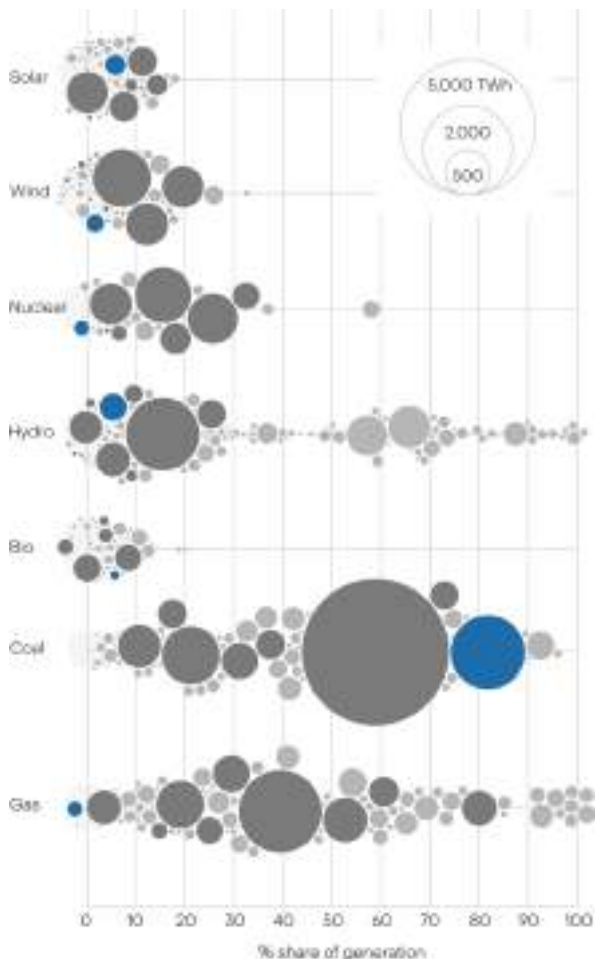 Solar
5,000 TWh
2,000
500
Wind
Nuclear
Hydro
Bio
Coal
Gas
0 10 20 30 40 50 60 70 80 90 100
% share of generation